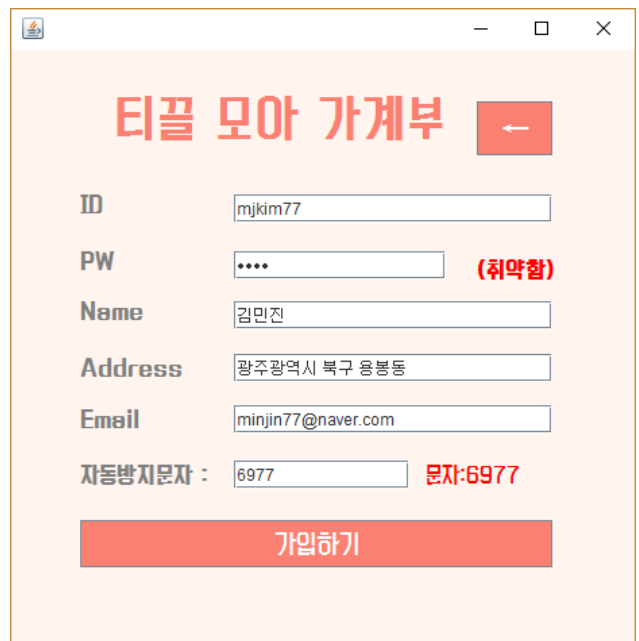 티끌 모아 가계부 ←
ID mjkim77
PW •••• (취약함)
Name 김민진
Address 광주광역시 북구 용봉동
Email minjin77@naver.com
자동방지문자 : 6977 문자:6977
가입하기